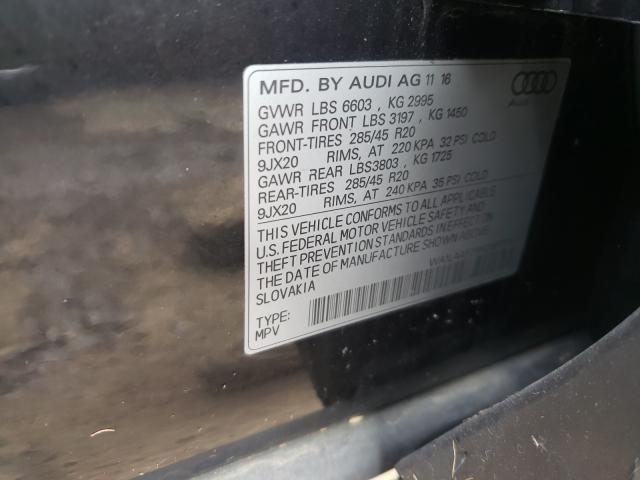 MFD. BY AUDI AG 11 16
Audi
GVWR LBS 6603 , KG 2995
GAWR FRONT LBS 3197 , KG 1450
FRONT-TIRES 285/45 R20
9JX20 RIMS, AT 220 KPA 32 PSI COLD
GAWR REAR LBS3803 , KG 1725
REAR-TIRES 285/45 R20
9JX20 RIMS, AT 240 KPA 35 PSI COLD
THIS VEHICLE CONFORMS TO ALL APPLICABLE
U.S. FEDERAL MOTOR VEHICLE SAFETY AND
THEFT PREVENTION STANDARDS IN EFFECT ON
THE DATE OF MANUFACTURE SHOWN ABOVE.
SLOVAKIA
TYPE:
MPV